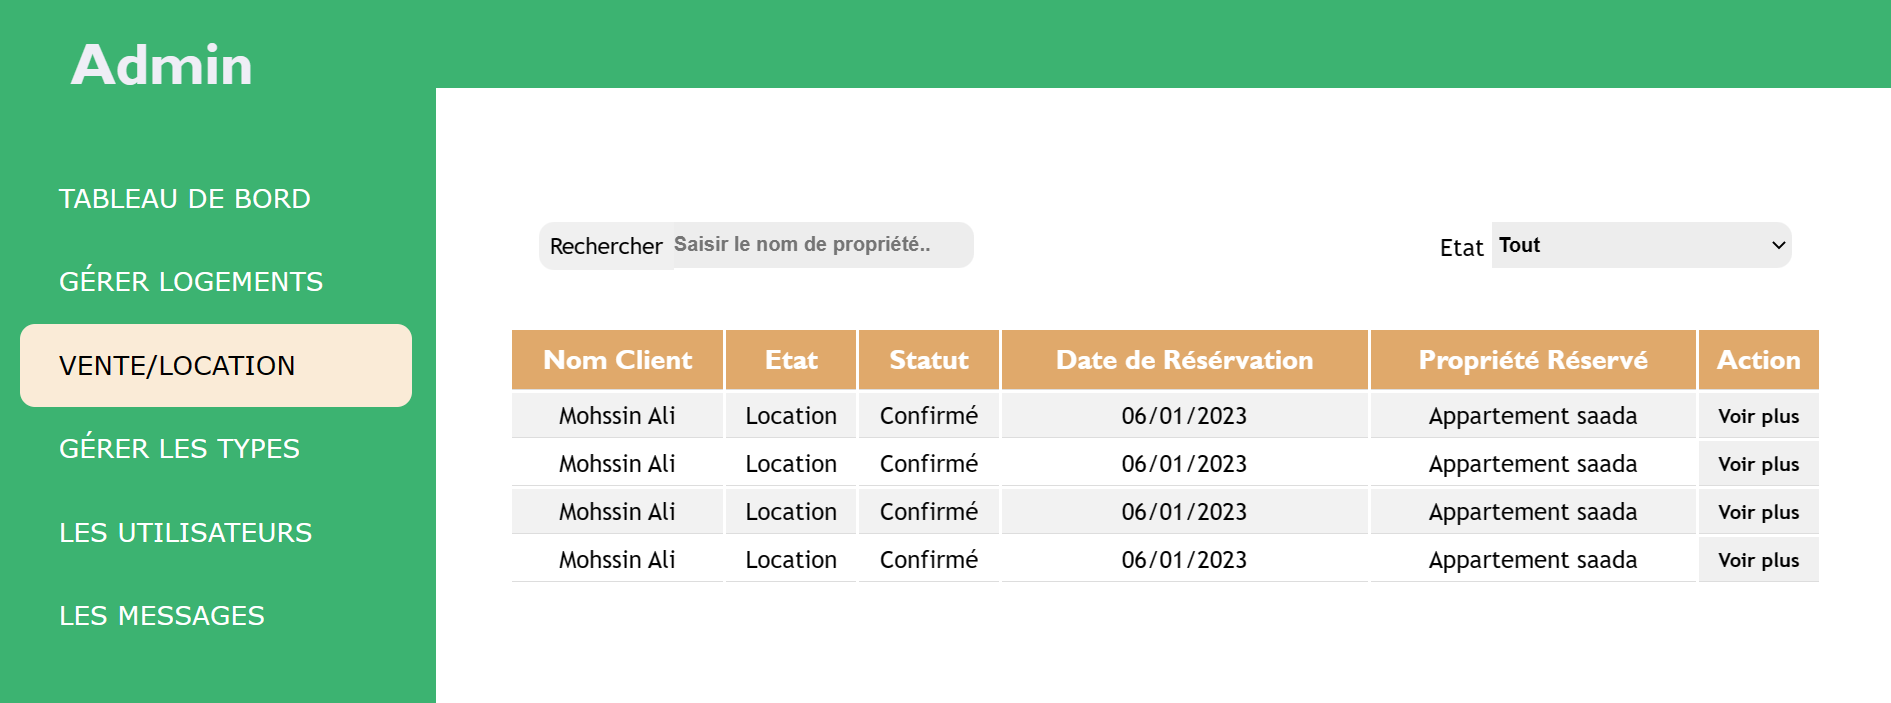 Admin
TABLEAU DE BORD
GÉRER LOGEMENTS
VENTE/LOCATION
GÉRER LES TYPES
LES UTILISATEURS
LES MESSAGES
Rechercher Saisir le nom de propriété.. Etat Tout
Nom Client Etat Statut Date de Résérvation Propriété Réservé Action
Mohssin Ali Location Confirmé 06/01/2023 Appartement saada Voir plus
Mohssin Ali Location Confirmé 06/01/2023 Appartement saada Voir plus
Mohssin Ali Location Confirmé 06/01/2023 Appartement saada Voir plus
Mohssin Ali Location Confirmé 06/01/2023 Appartement saada Voir plus